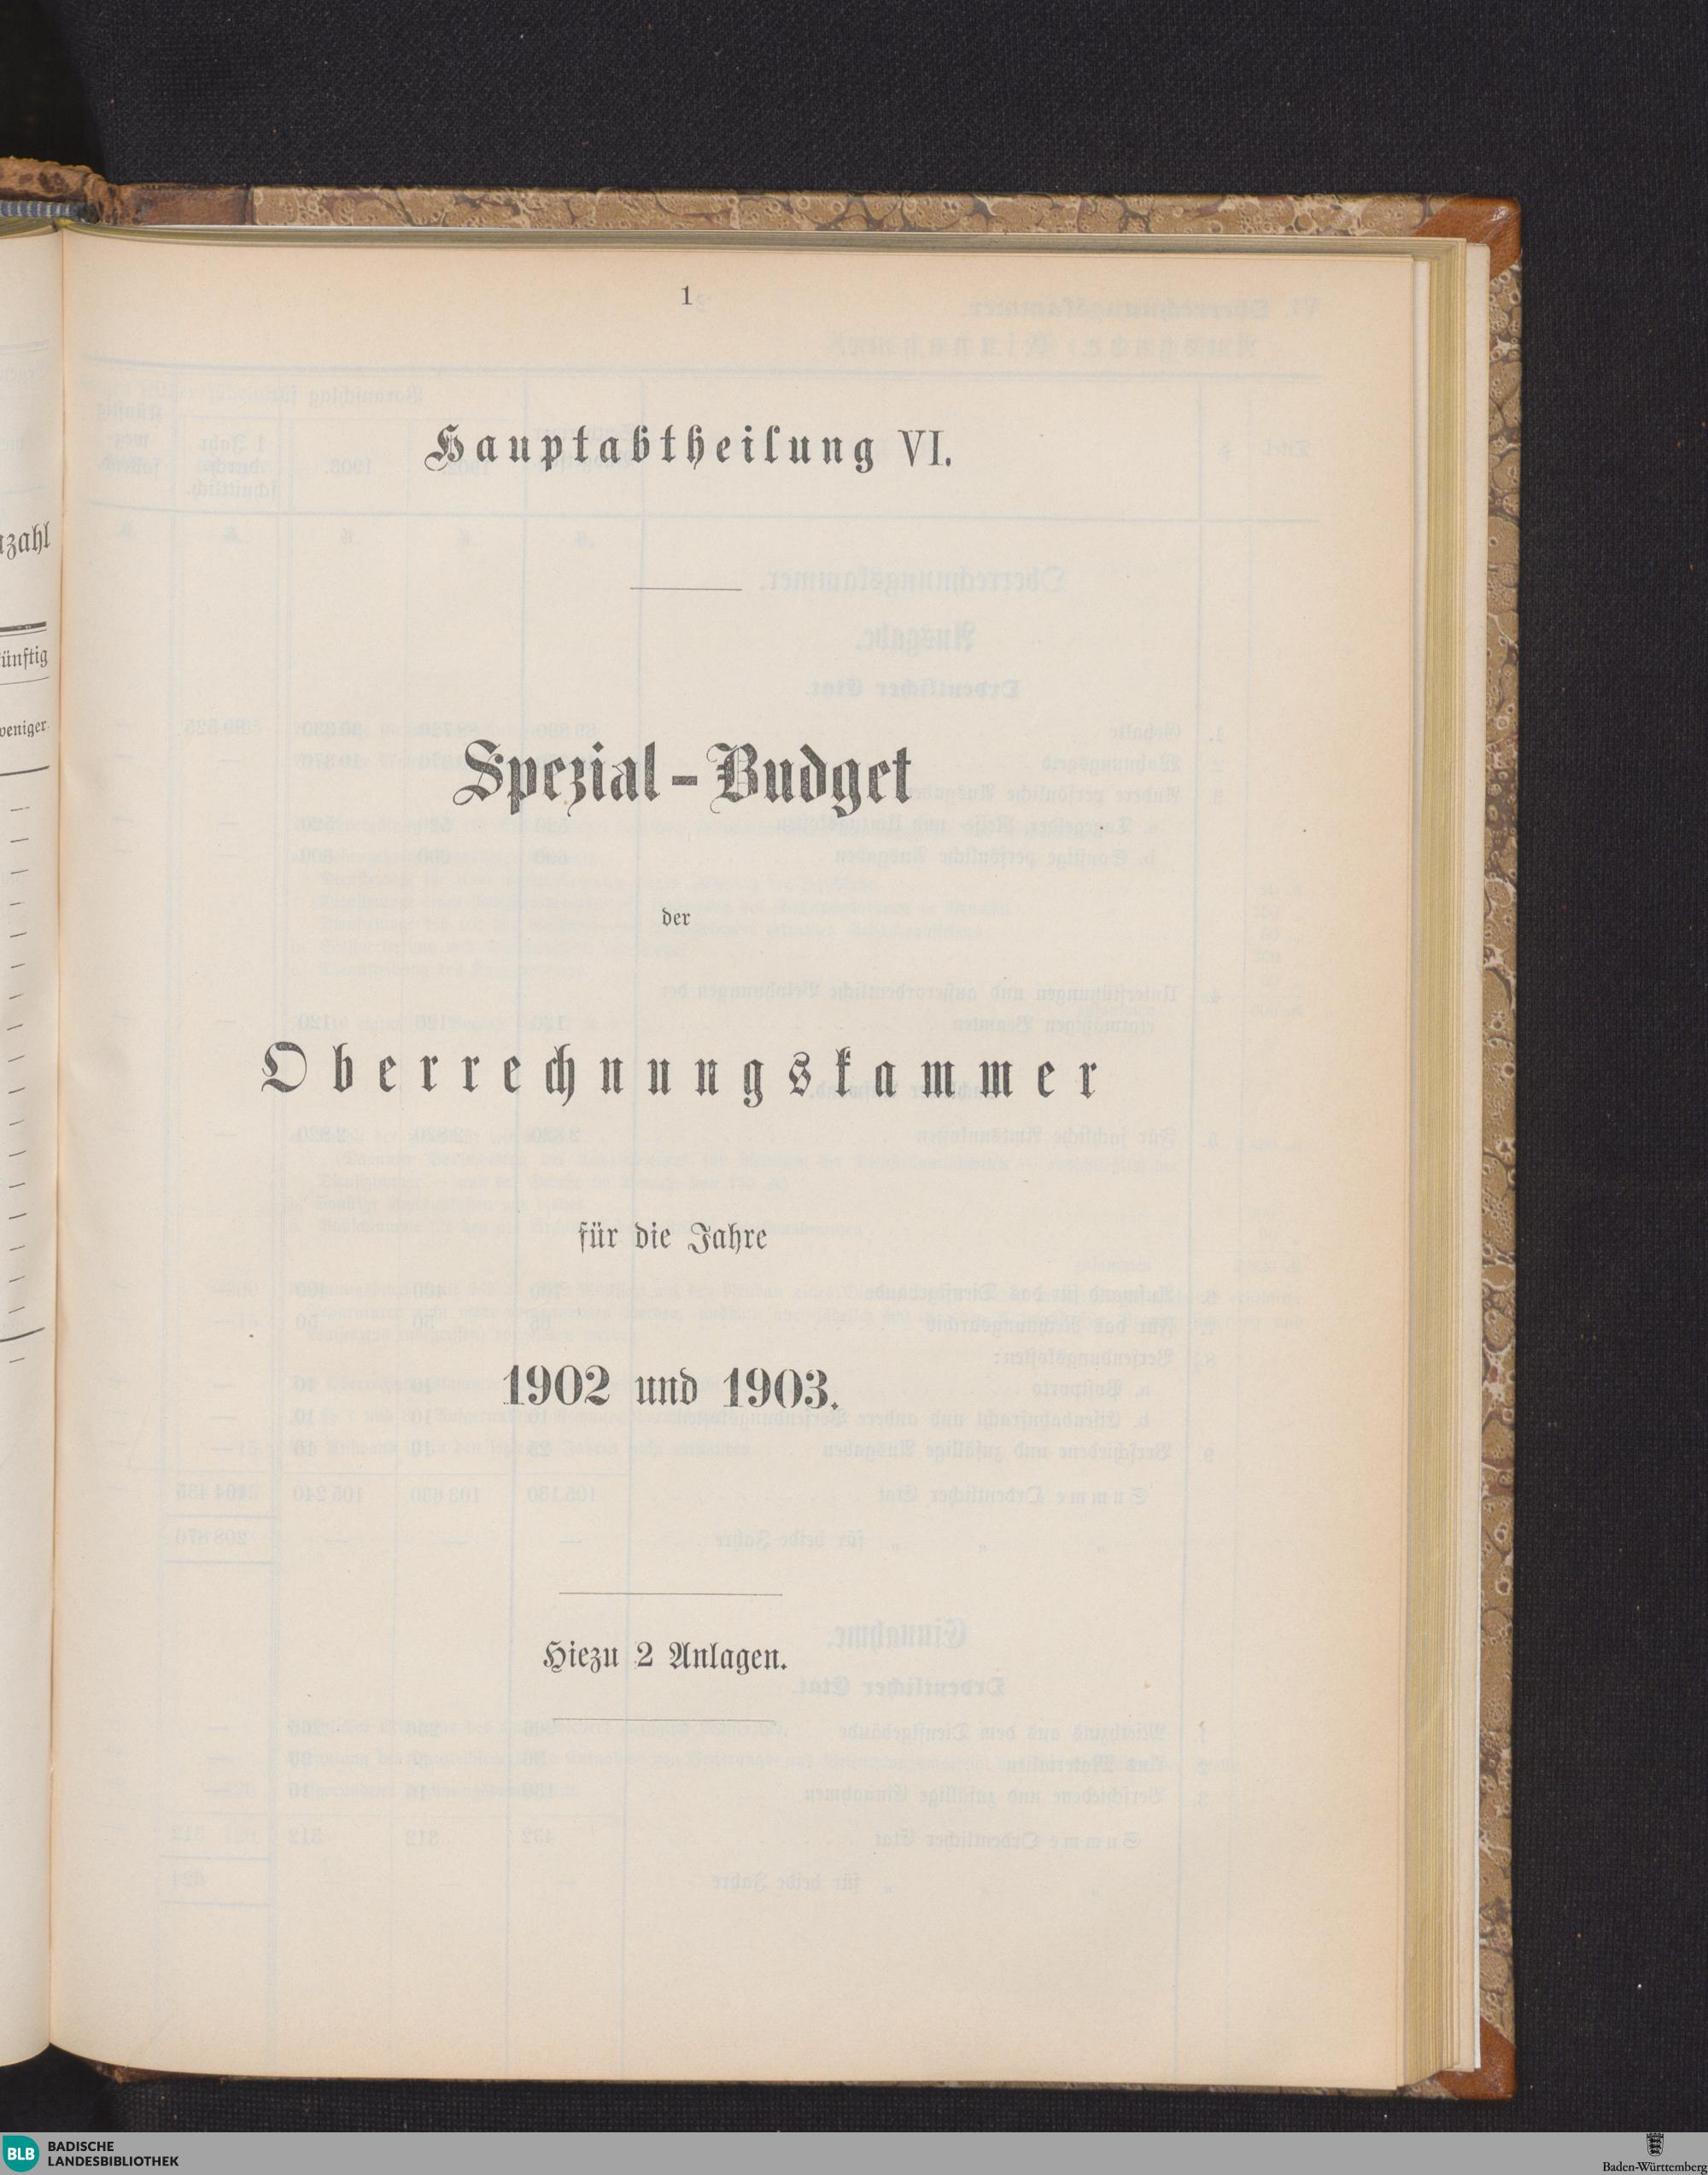 1
Hauptabtheilung VI.
Spezial-Budget
der
Oberrechnungskammer
für die Jahre
1902 und 1903.
Hiezu 2 Anlagen.
BLB
BADISCHE
LANDESBIBLIOTHEK
Baden-Württemberg